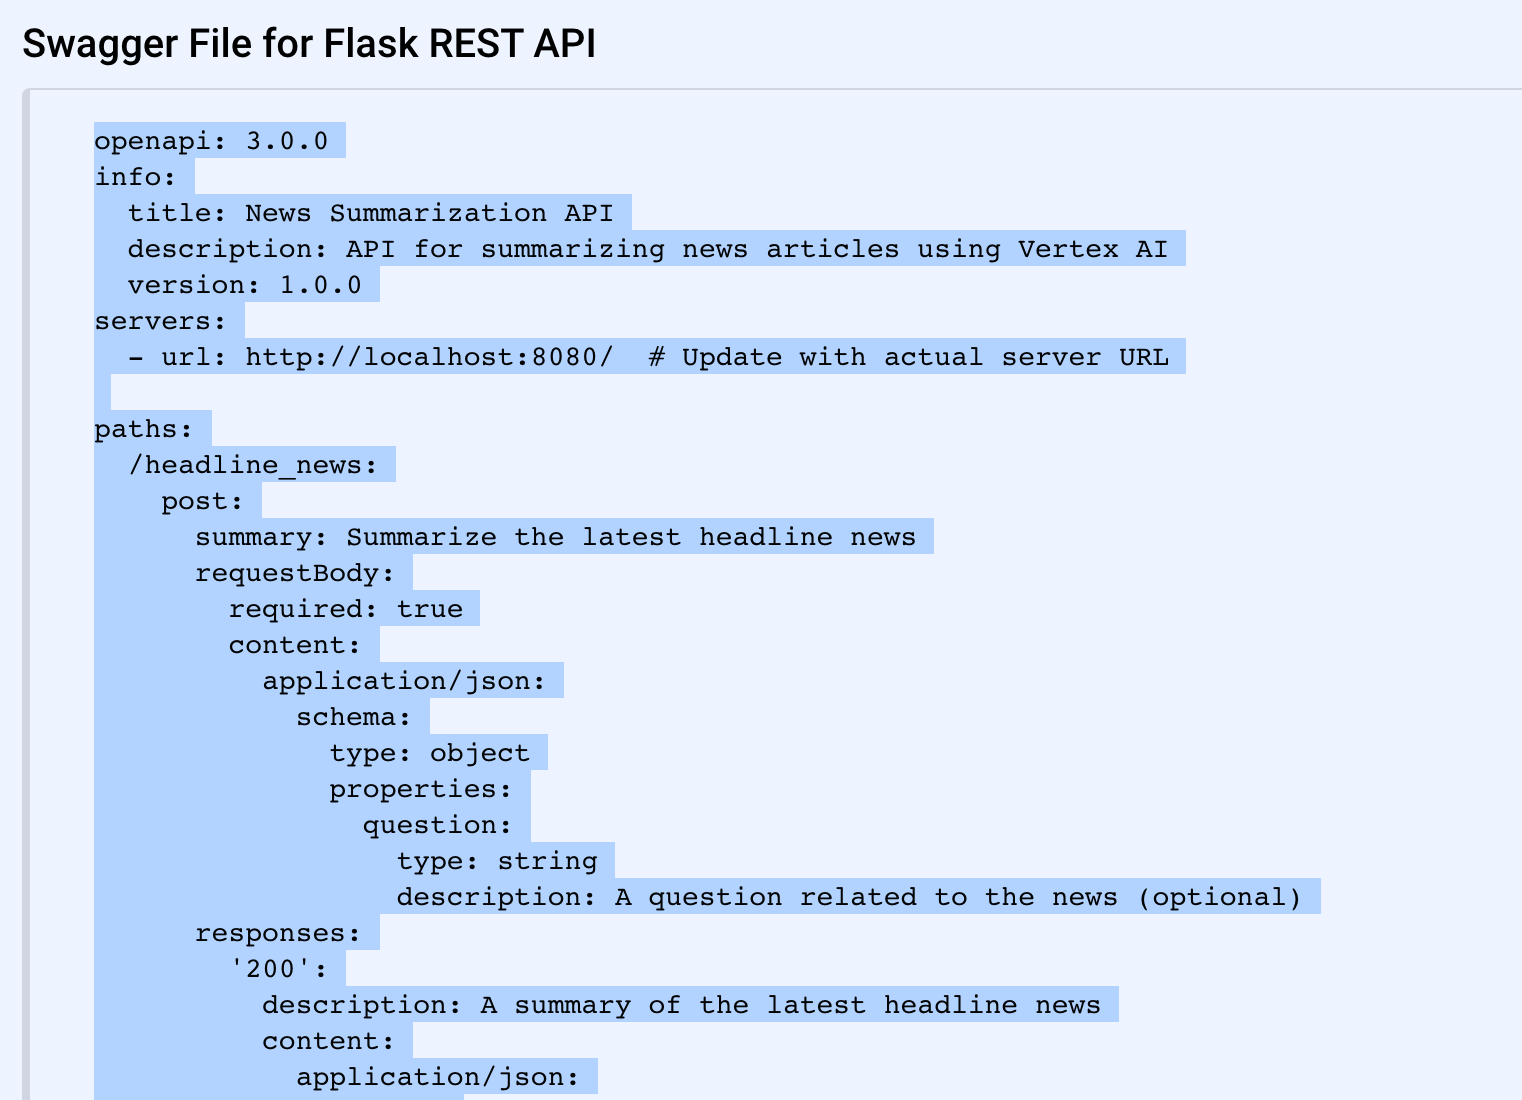 Swagger File for Flask REST API
openapi: 3.0.0
info:
  title: News Summarization API
  description: API for summarizing news articles using Vertex AI
  version: 1.0.0
servers:
  - url: http://localhost:8080/  # Update with actual server URL

paths:
  /headline_news:
    post:
      summary: Summarize the latest headline news
      requestBody:
        required: true
        content:
          application/json:
            schema:
              type: object
              properties:
                question:
                  type: string
                  description: A question related to the news (optional)
      responses:
        '200':
          description: A summary of the latest headline news
          content:
            application/json: